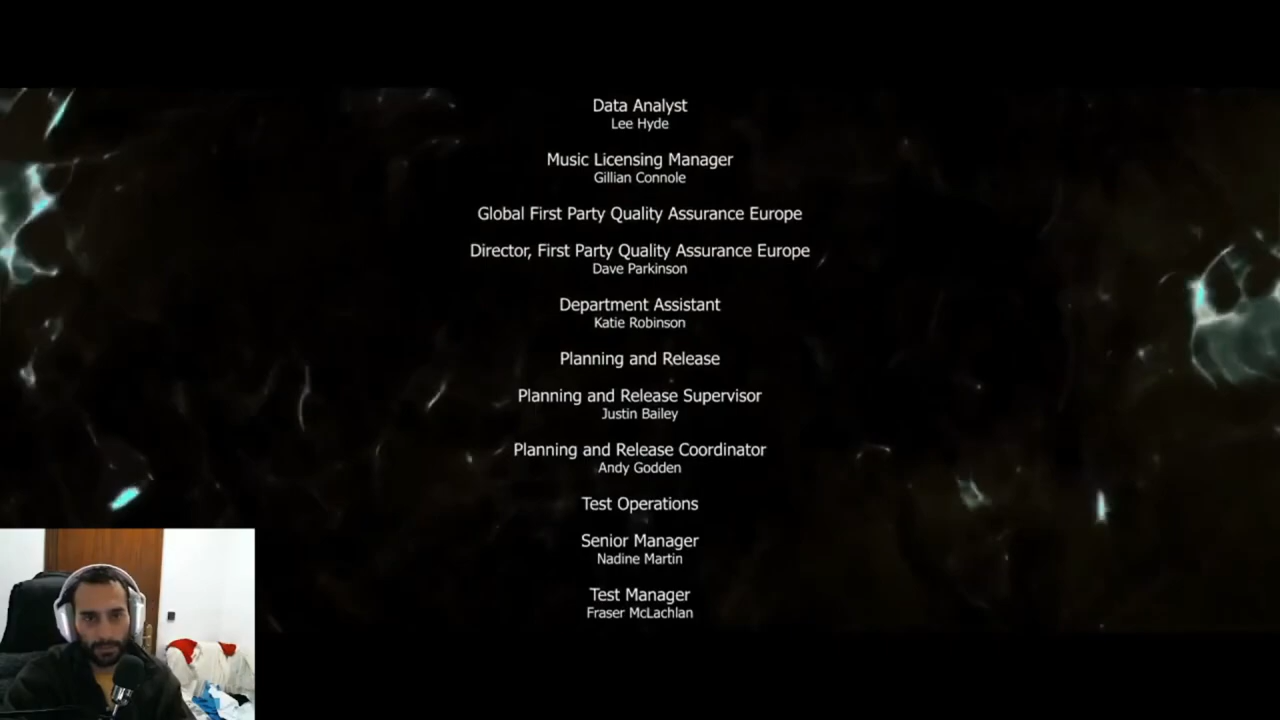 Data Analyst
Lee Hyde
Music Licensing Manager
Gillian Connole
Global First Party Quality Assurance Europe
Director, First Party Quality Assurance Europe
Dave Parkinson
Department Assistant
Katie Robinson
Planning and Release
Planning and Release Supervisor
Justin Bailey
Planning and Release Coordinator
Andy Godden
Test Operations
Senior Manager
Nadine Martin
Test Manager
Fraser McLachlan